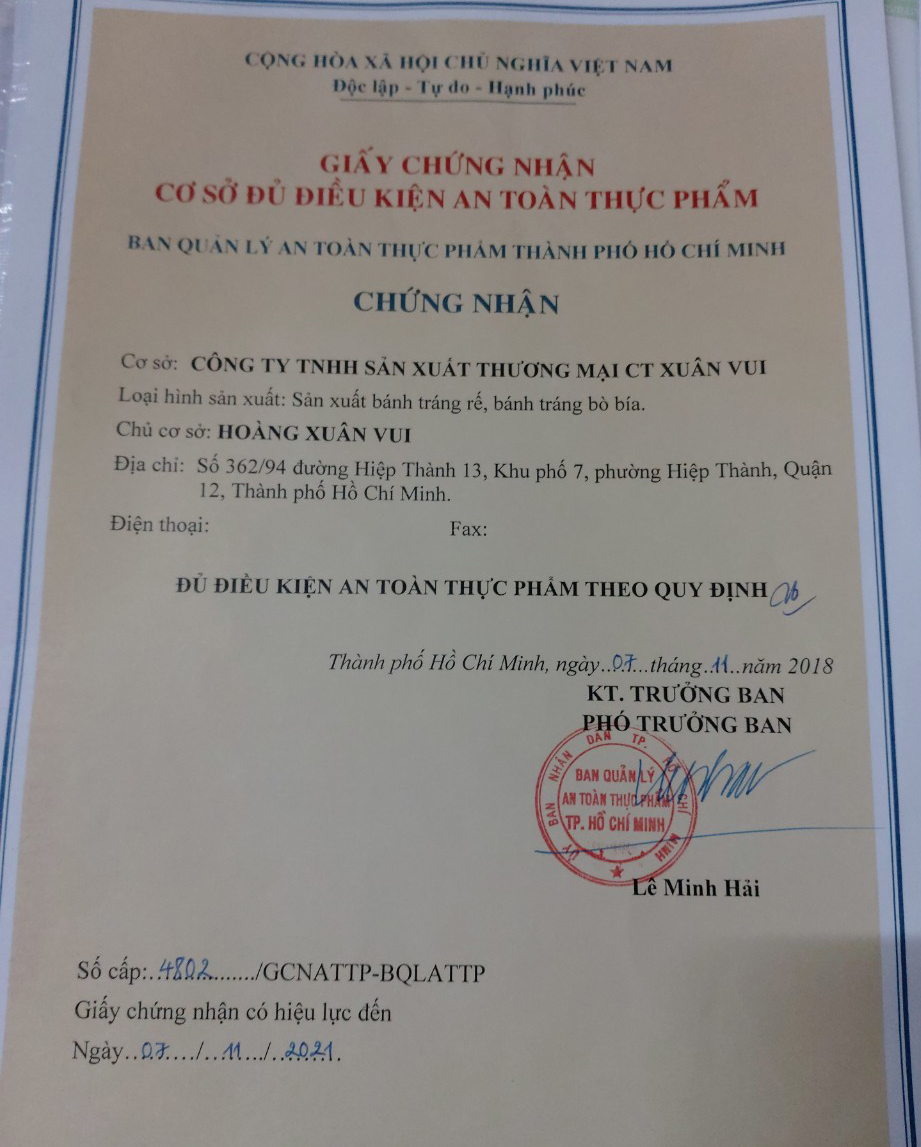 CỘNG HÒA XÃ HỘI CHỦ NGHĨA VIỆT NAM
Độc lập - Tự do - Hạnh phúc
GIẤY CHỨNG NHẬN
CƠ SỞ ĐỦ ĐIỀU KIỆN AN TOÀN THỰC PHẨM
BAN QUẢN LÝ AN TOÀN THỰC PHẨM THÀNH PHỐ HỒ CHÍ MINH
CHỨNG NHẬN
Cơ sở: CÔNG TY TNHH SẢN XUẤT THƯƠNG MẠI CT XUÂN VUI
Loại hình sản xuất: Sản xuất bánh tráng rế, bánh tráng bò bía.
Chủ cơ sở: HOÀNG XUÂN VUI
Địa chỉ: Số 362/94 đường Hiệp Thành 13, Khu phố 7, phường Hiệp Thành, Quận
12, Thành phố Hồ Chí Minh.
Điện thoại: Fax:
ĐỦ ĐIỀU KIỆN AN TOÀN THỰC PHẨM THEO QUY ĐỊNH
Thành phố Hồ Chí Minh, ngày..07...tháng..11..năm 2018
KT. TRƯỞNG BAN
PHÓ TRƯỞNG BAN
ỦY BAN NHÂN DÂN TP. HỒ CHÍ MINH
BAN QUẢN LÝ
AN TOÀN THỰC PHẨM
TP. HỒ CHÍ MINH
Lê Minh Hải
Số cấp:..4802......../GCNATTP-BQLATTP
Giấy chứng nhận có hiệu lực đến
Ngày..07..../..11.../..2021.